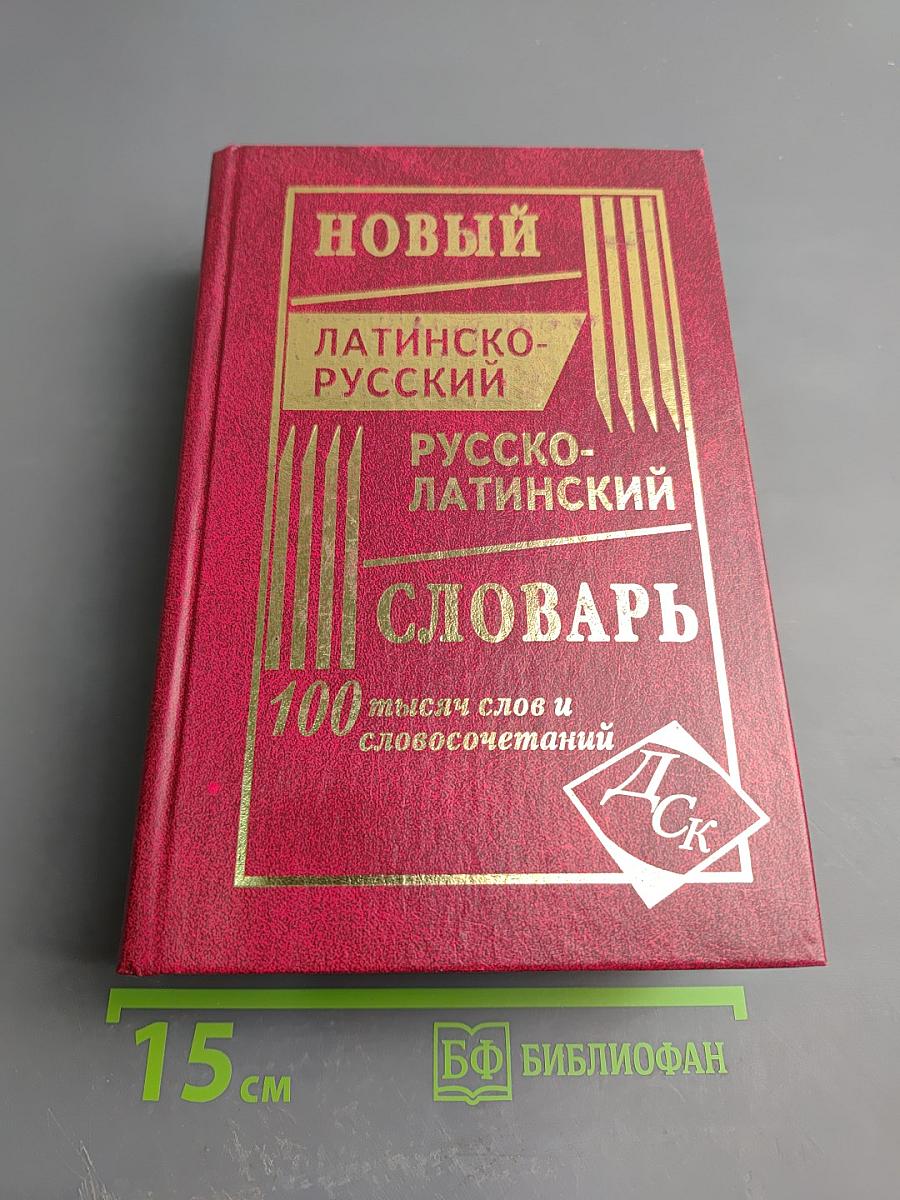 НОВЫЙ
ЛАТИНСКО-
РУССКИЙ
РУССКО-
ЛАТИНСКИЙ
СЛОВАРЬ
100 тысяч слов и
словосочетаний
ДСК
15 см
БФ БИБЛИОФАН